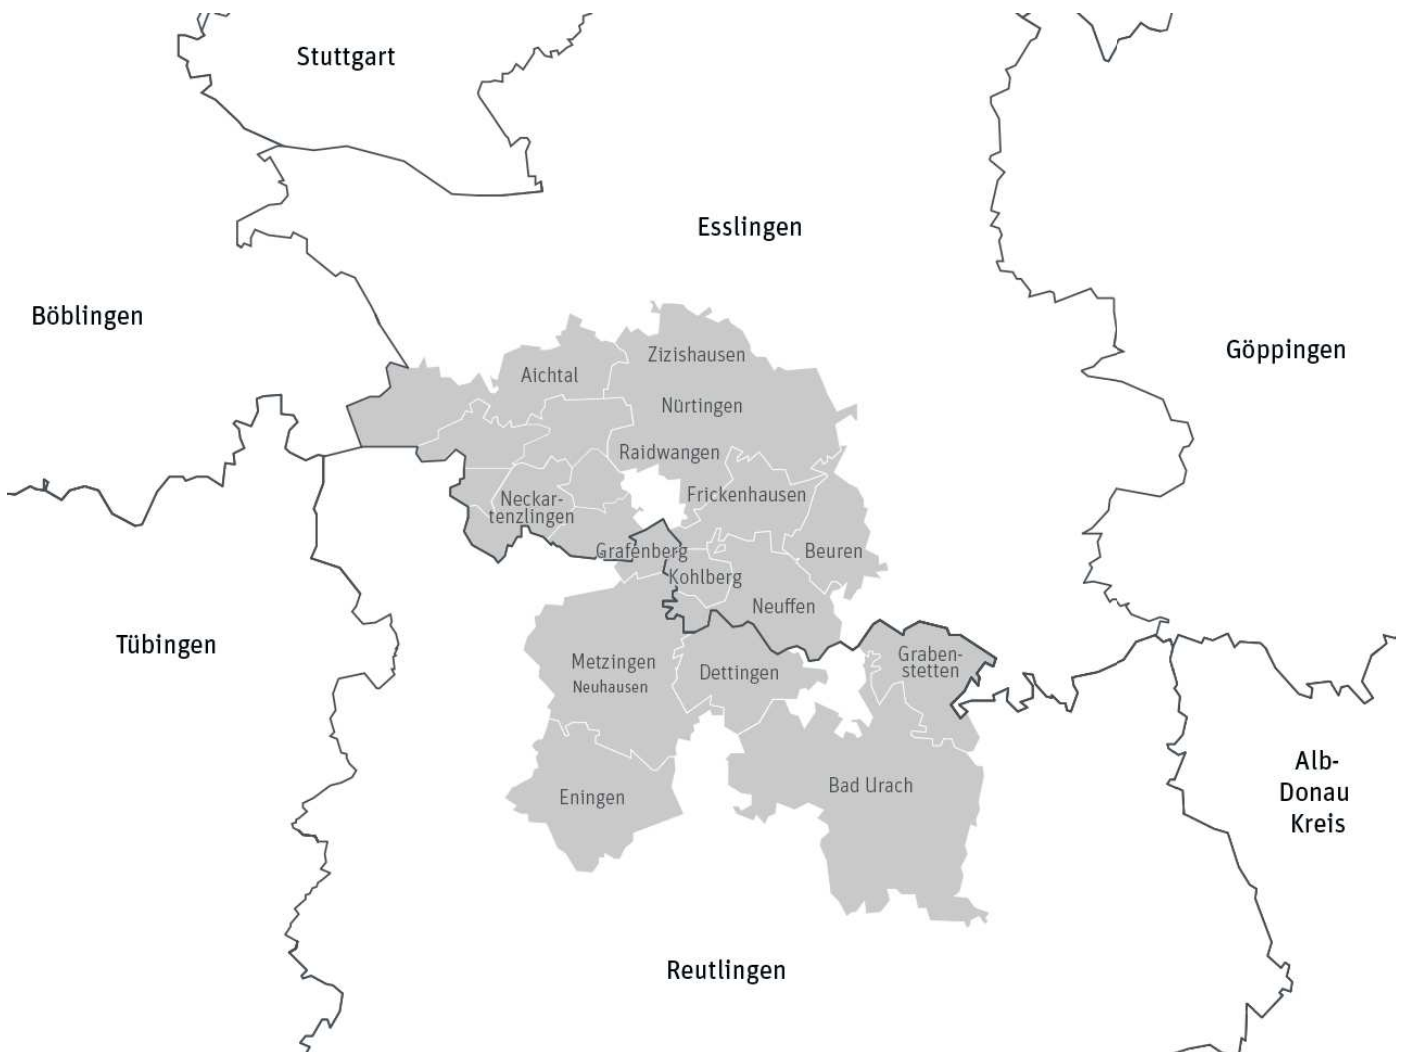 Stuttgart
Esslingen
Böblingen
Göppingen
Zizishausen
Aichtal
Nürtingen
Raidwangen
Frickenhausen
Neckar-
tenzlingen
Grafenberg
Beuren
Kohlberg
Neuffen
Tübingen
Metzingen
Neuhausen
Dettingen
Graben-
stetten
Eningen
Bad Urach
Alb-
Donau
Kreis
Reutlingen